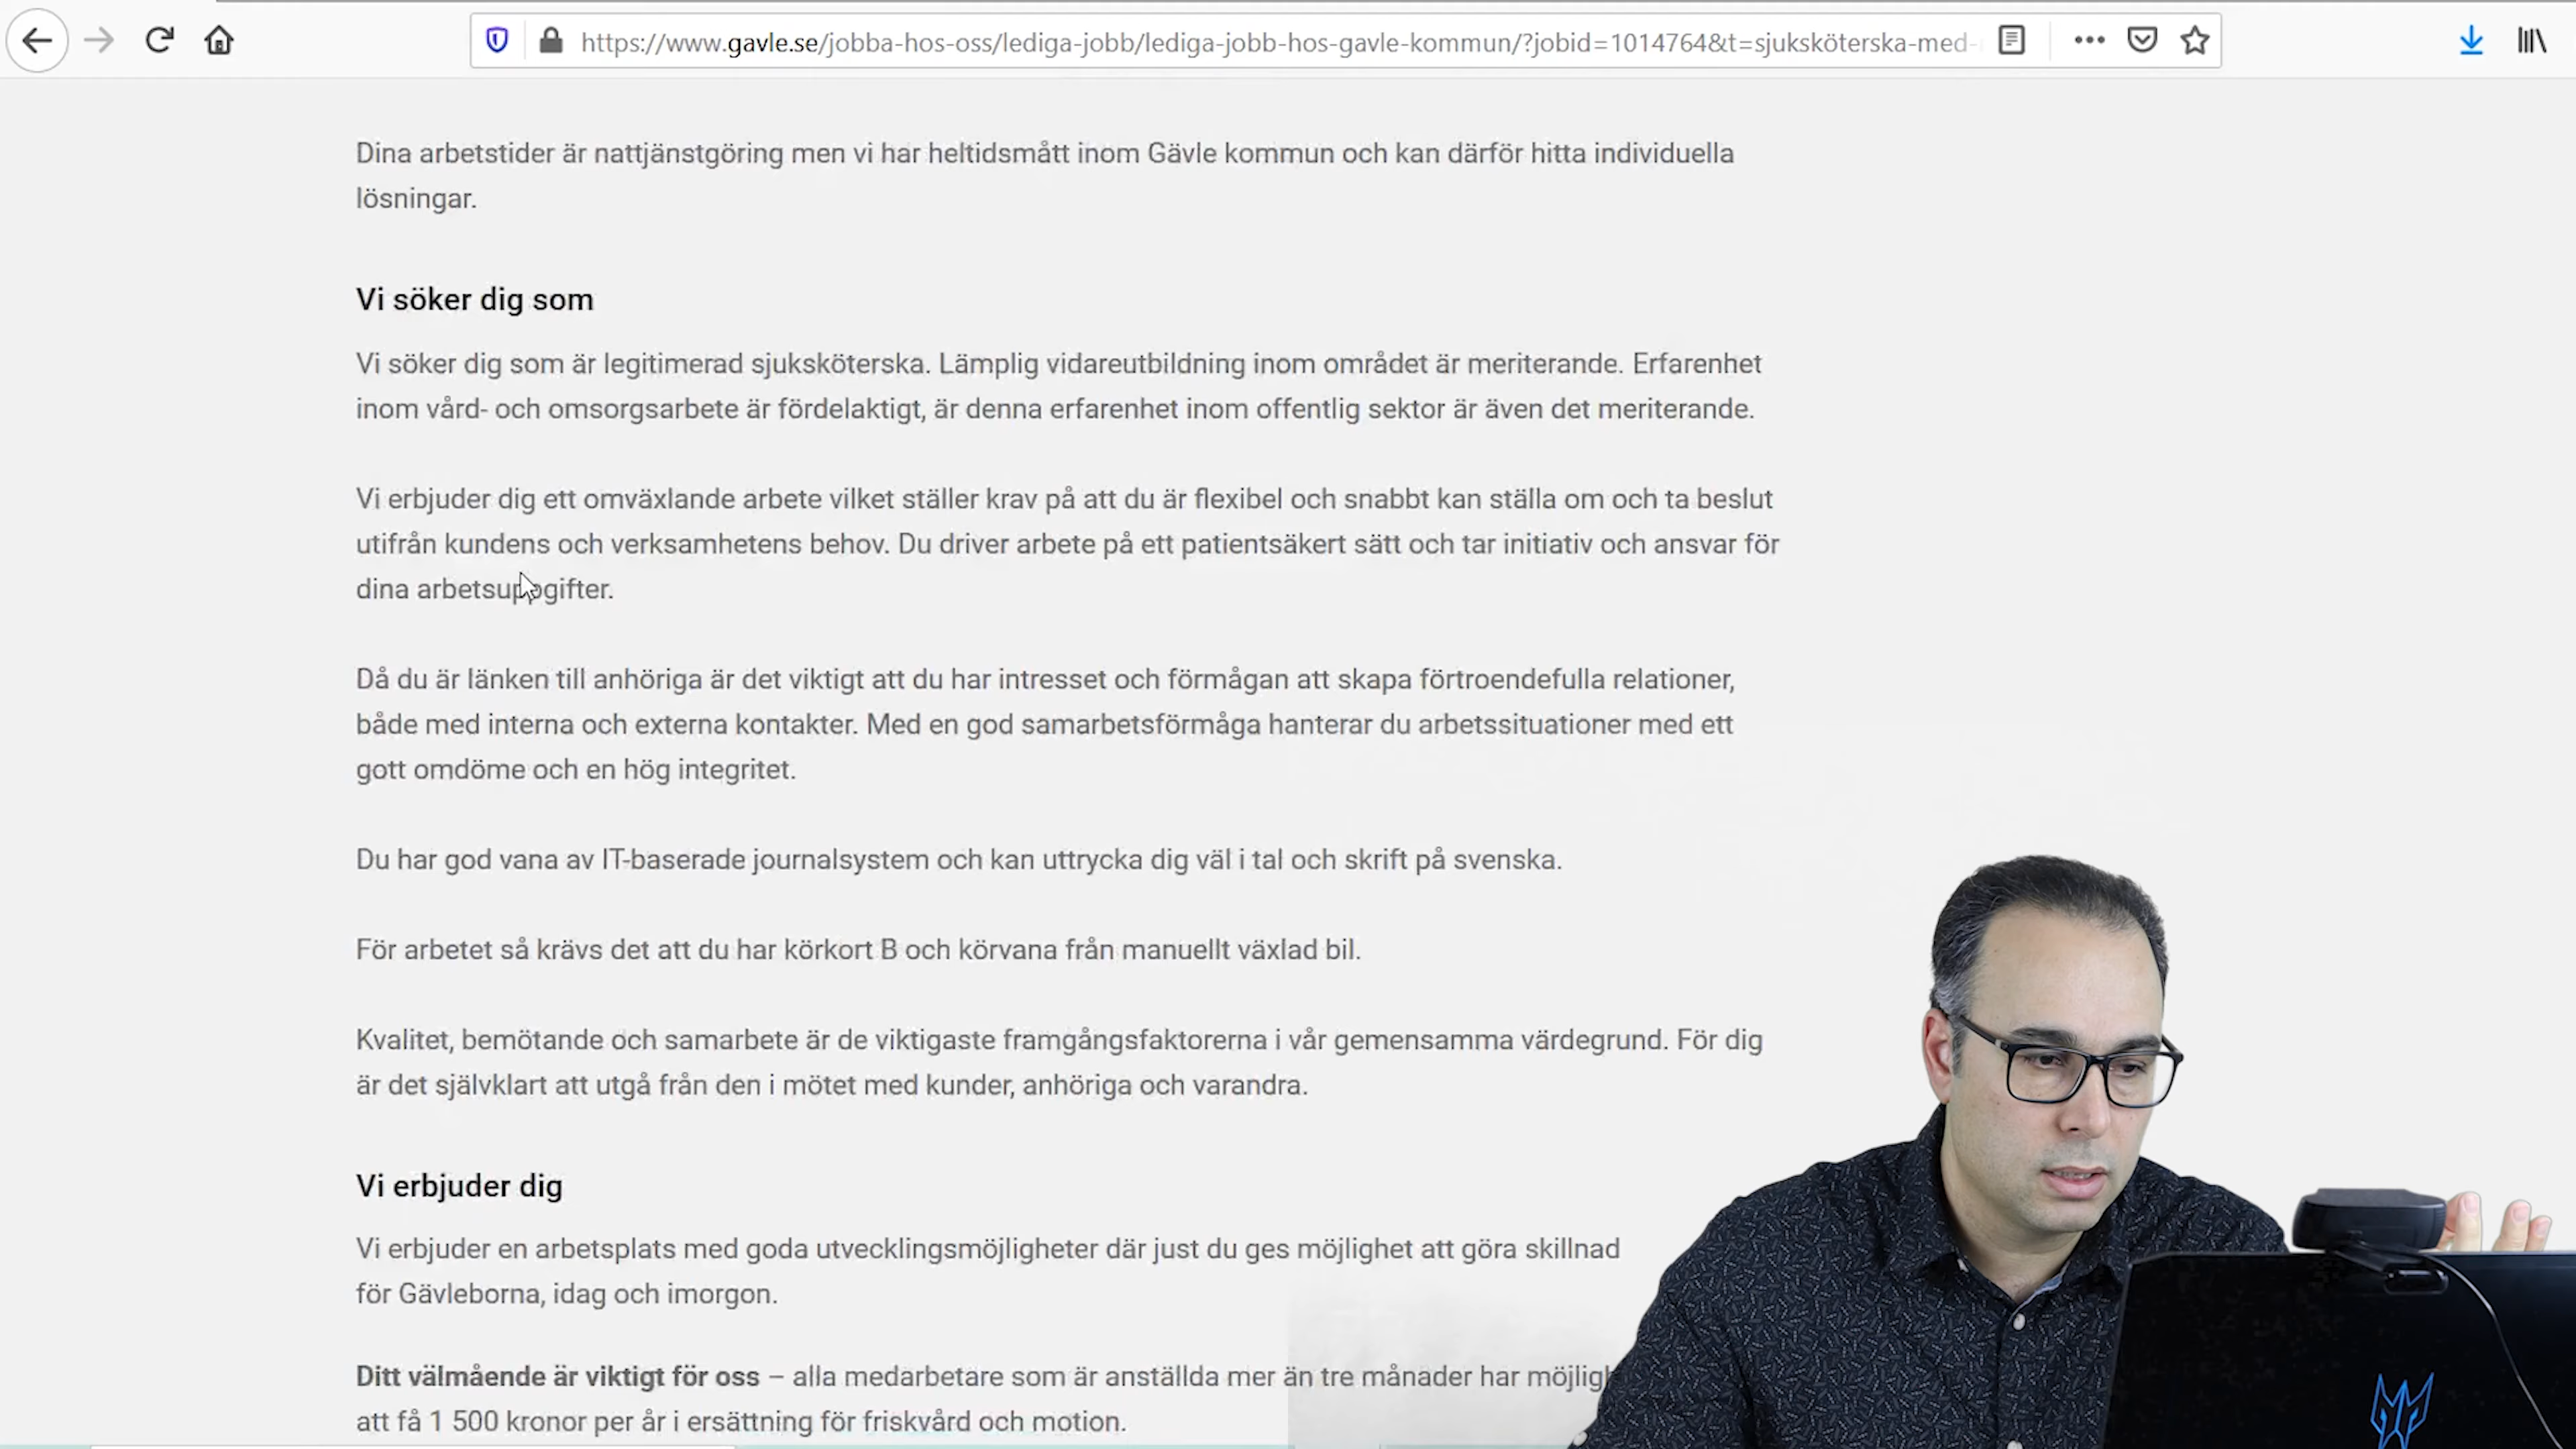 https://www.gavle.se/jobba-hos-oss/lediga-jobb/lediga-jobb-hos-gavle-kommun/?jobid=1014764&t=sjuksköterska-med-
Dina arbetstider är nattjänstgöring men vi har heltidsmått inom Gävle kommun och kan därför hitta individuella
lösningar.
Vi söker dig som
Vi söker dig som är legitimerad sjuksköterska. Lämplig vidareutbildning inom området är meriterande. Erfarenhet
inom vård- och omsorgsarbete är fördelaktigt, är denna erfarenhet inom offentlig sektor är även det meriterande.
Vi erbjuder dig ett omväxlande arbete vilket ställer krav på att du är flexibel och snabbt kan ställa om och ta beslut
utifrån kundens och verksamhetens behov. Du driver arbete på ett patientsäkert sätt och tar initiativ och ansvar för
dina arbetsuppgifter.
Då du är länken till anhöriga är det viktigt att du har intresset och förmågan att skapa förtroendefulla relationer,
både med interna och externa kontakter. Med en god samarbetsförmåga hanterar du arbetssituationer med ett
gott omdöme och en hög integritet.
Du har god vana av IT-baserade journalsystem och kan uttrycka dig väl i tal och skrift på svenska.
För arbetet så krävs det att du har körkort B och körvana från manuellt växlad bil.
Kvalitet, bemötande och samarbete är de viktigaste framgångsfaktorerna i vår gemensamma värdegrund. För dig
är det självklart att utgå från den i mötet med kunder, anhöriga och varandra.
Vi erbjuder dig
Vi erbjuder en arbetsplats med goda utvecklingsmöjligheter där just du ges möjlighet att göra skillnad
för Gävleborna, idag och imorgon.
Ditt välmående är viktigt för oss – alla medarbetare som är anställda mer än tre månader har möjligh
att få 1 500 kronor per år i ersättning för friskvård och motion.